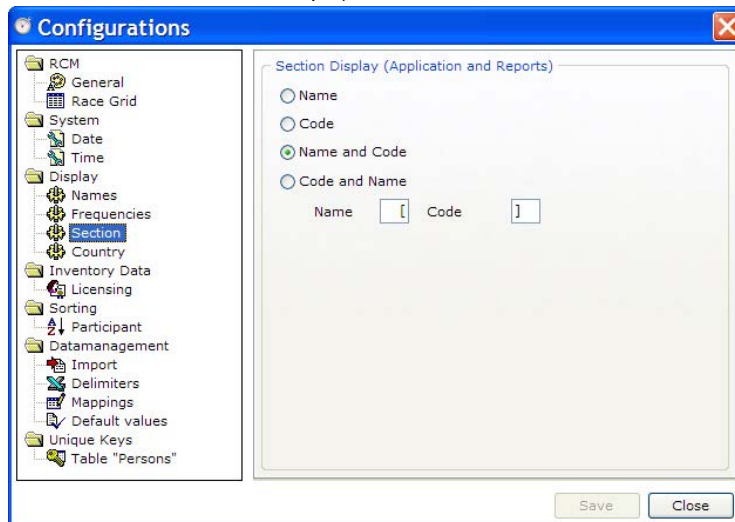 Configurations
RCM
General
Race Grid
System
Date
Time
Display
Names
Frequencies
Section
Country
Inventory Data
Licensing
Sorting
Participant
Datamanagement
Import
Delimiters
Mappings
Default values
Unique Keys
Table "Persons"
Section Display (Application and Reports)
Name
Code
Name and Code
Code and Name
Name [ Code ]
Save Close